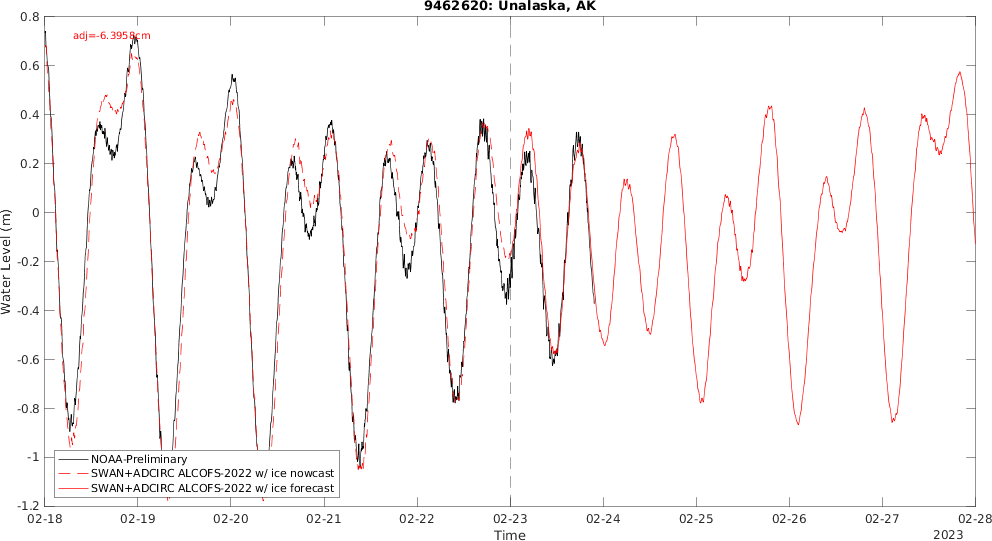 9462620: Unalaska, AK
adj=-6.3958cm
0.8
0.6
0.4
0.2
0
-0.2
-0.4
-0.6
-0.8
-1
-1.2
Water Level (m)
NOAA-Preliminary
SWAN+ADCIRC ALCOFS-2022 w/ ice nowcast
SWAN+ADCIRC ALCOFS-2022 w/ ice forecast
02-18 02-19 02-20 02-21 02-22 02-23 02-24 02-25 02-26 02-27 02-28
Time
2023